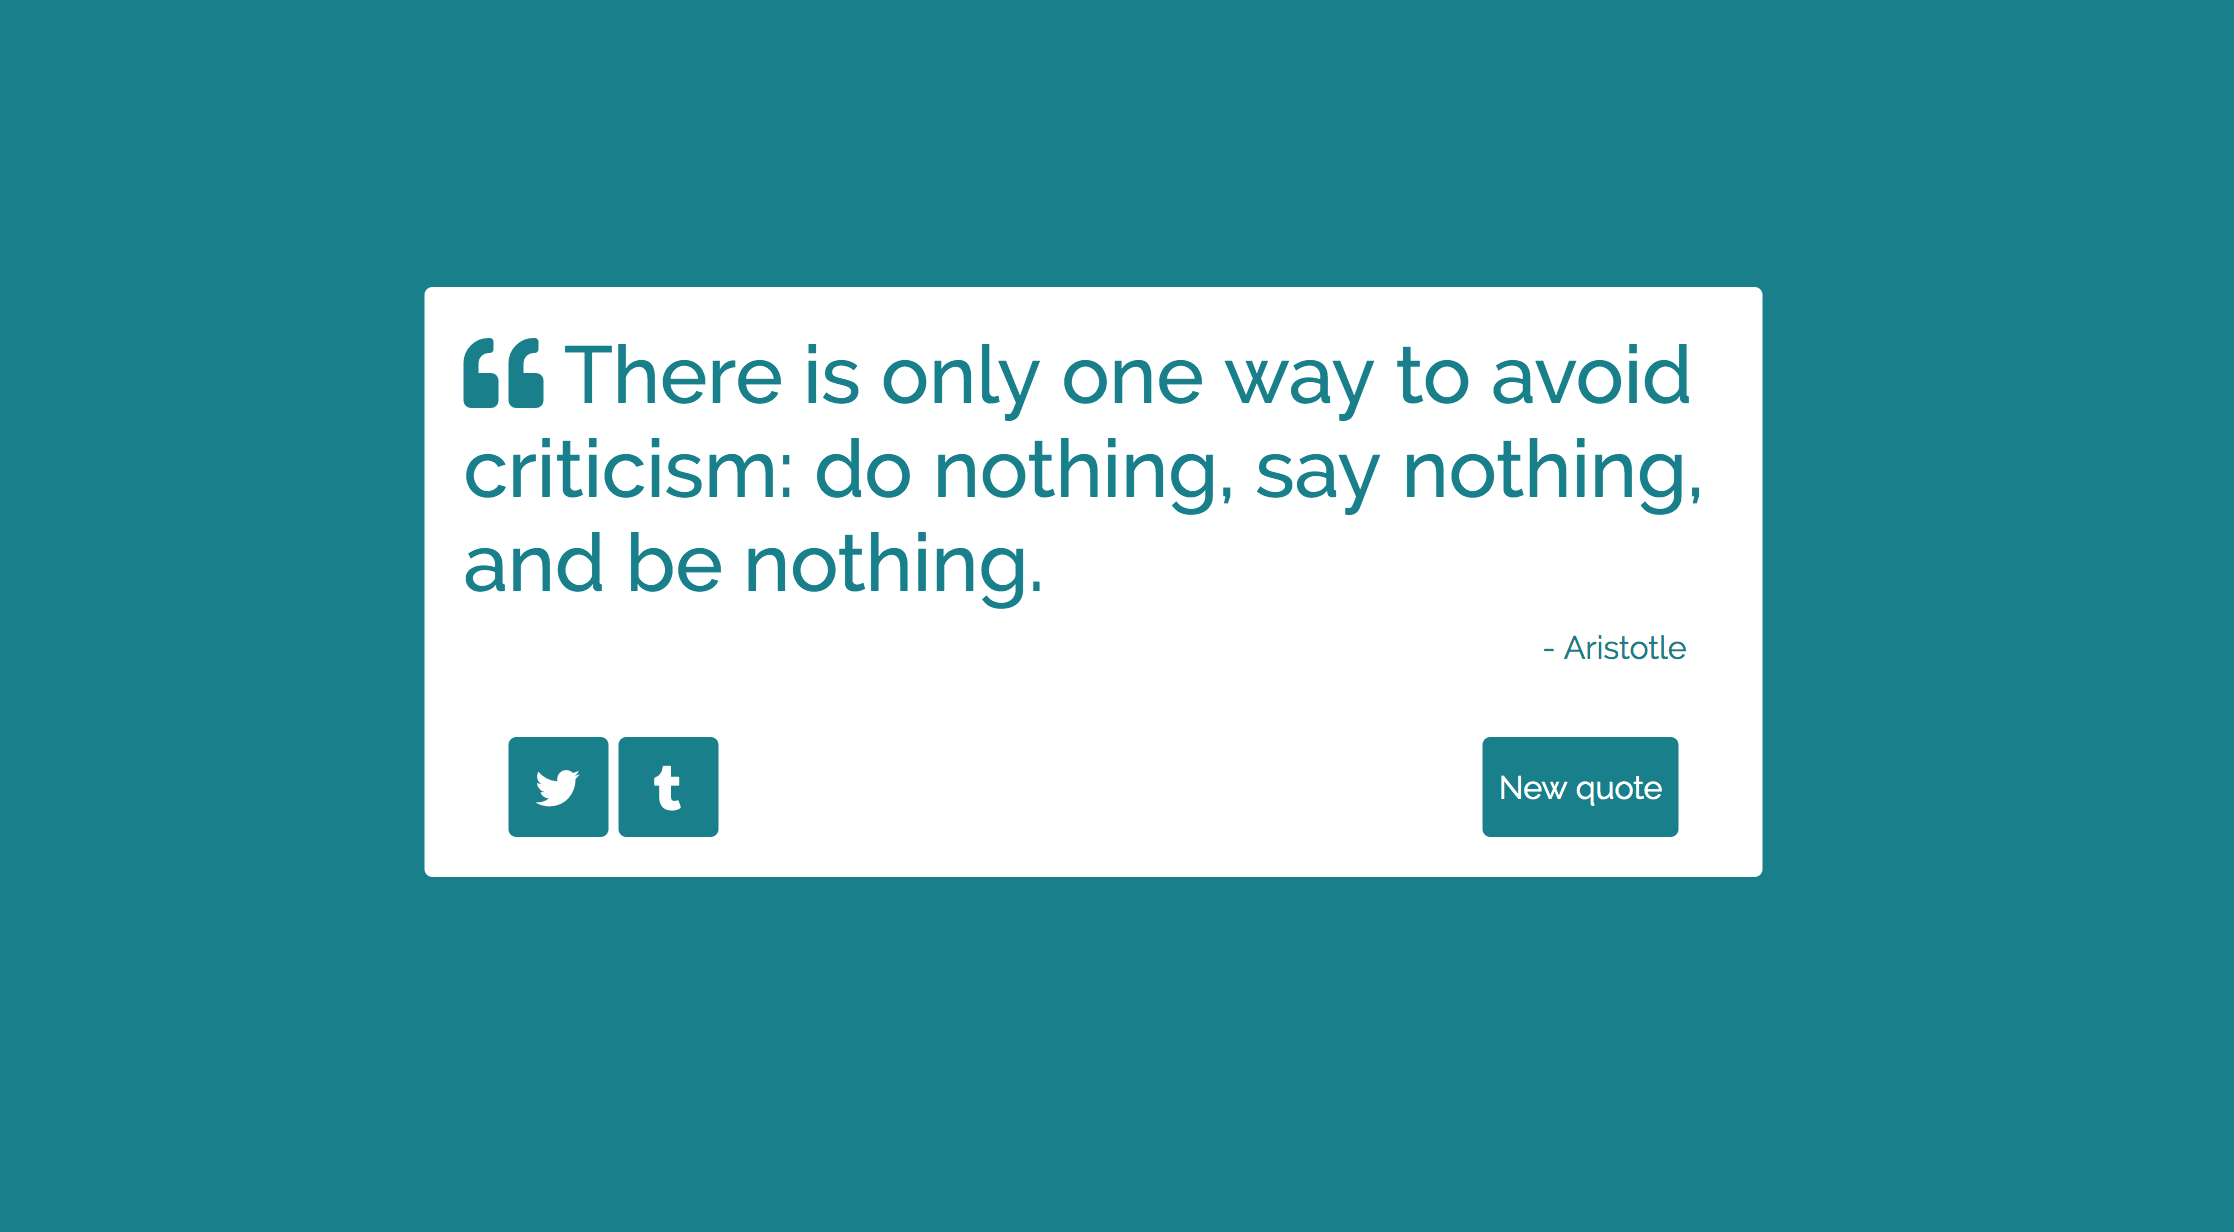 “ There is only one way to avoid
criticism: do nothing, say nothing,
and be nothing.
- Aristotle
New quote